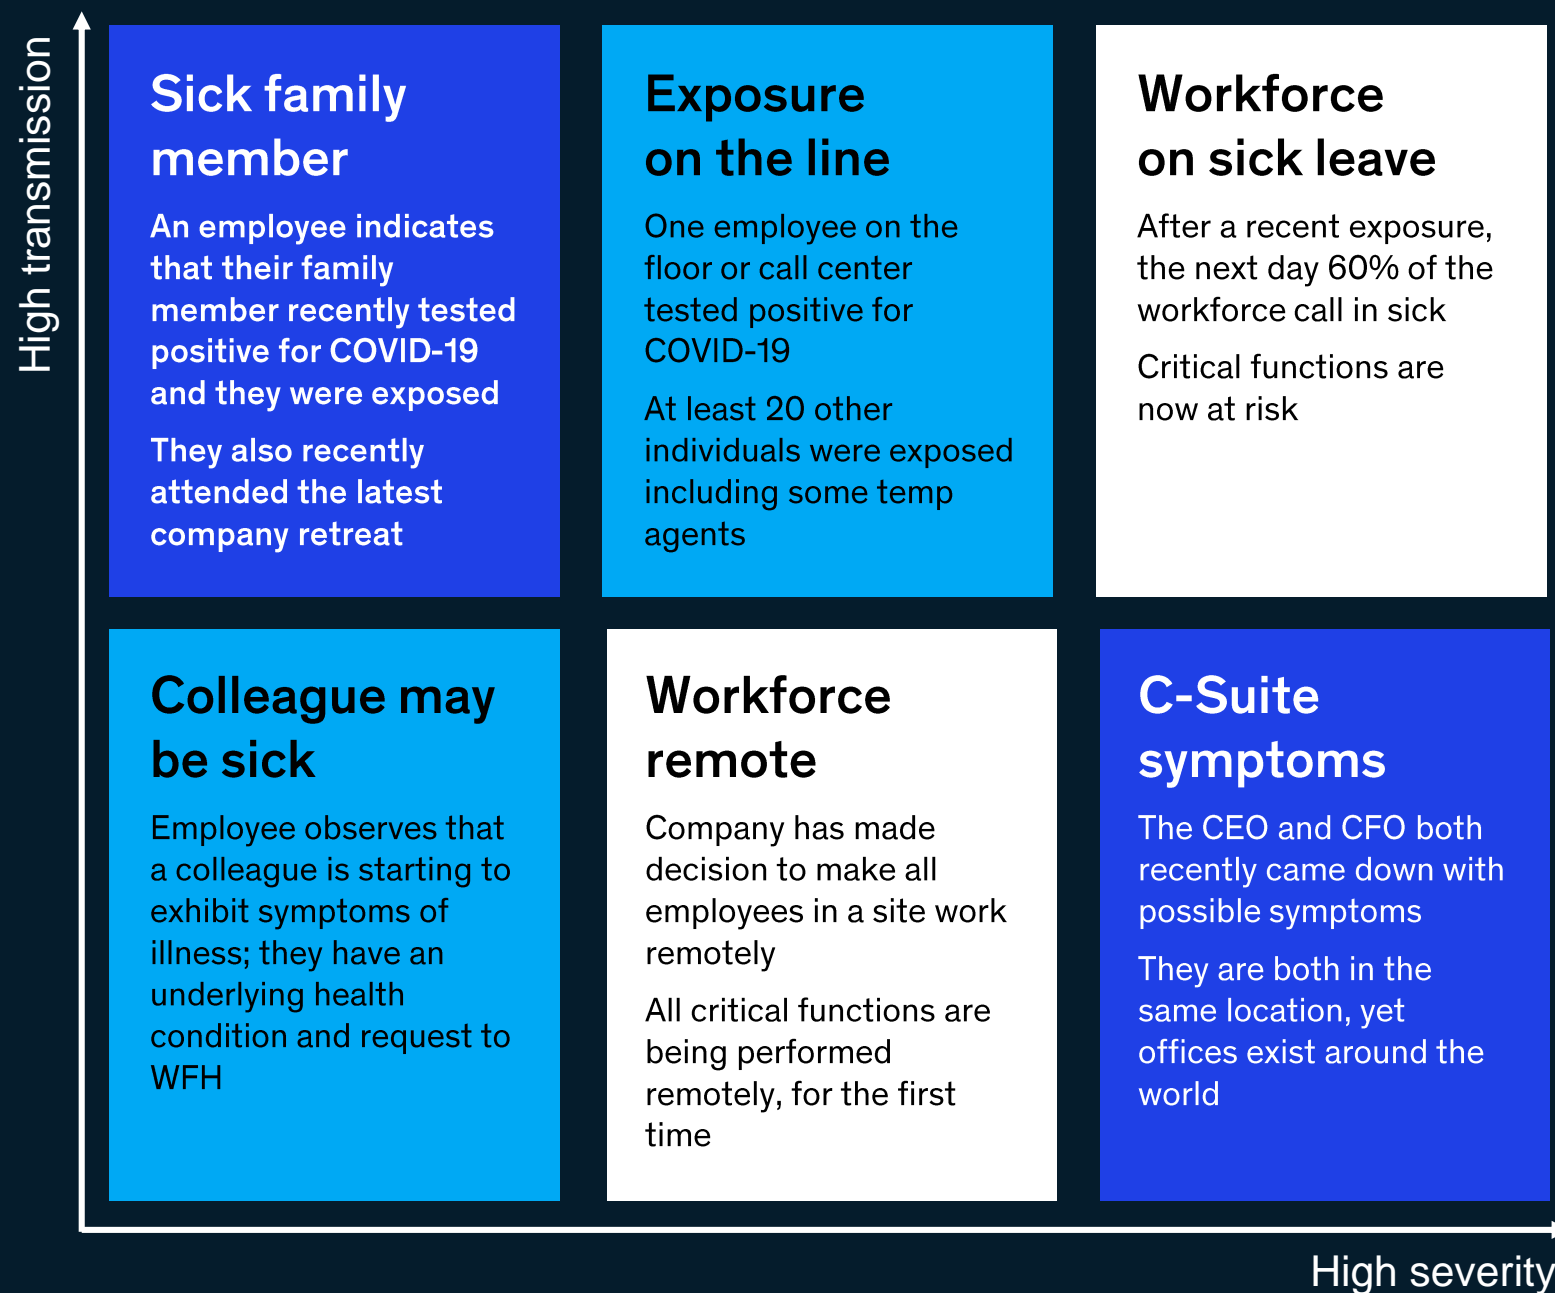 High transmission
Sick family
member
An employee indicates
that their family
member recently tested
positive for COVID-19
and they were exposed
They also recently
attended the latest
company retreat
Exposure
on the line
One employee on the
floor or call center
tested positive for
COVID-19
At least 20 other
individuals were exposed
including some temp
agents
Workforce
on sick leave
After a recent exposure,
the next day 60% of the
workforce call in sick
Critical functions are
now at risk
Colleague may
be sick
Employee observes that
a colleague is starting to
exhibit symptoms of
illness; they have an
underlying health
condition and request to
WFH
Workforce
remote
Company has made
decision to make all
employees in a site work
remotely
All critical functions are
being performed
remotely, for the first
time
C-Suite
symptoms
The CEO and CFO both
recently came down with
possible symptoms
They are both in the
same location, yet
offices exist around the
world
High severity